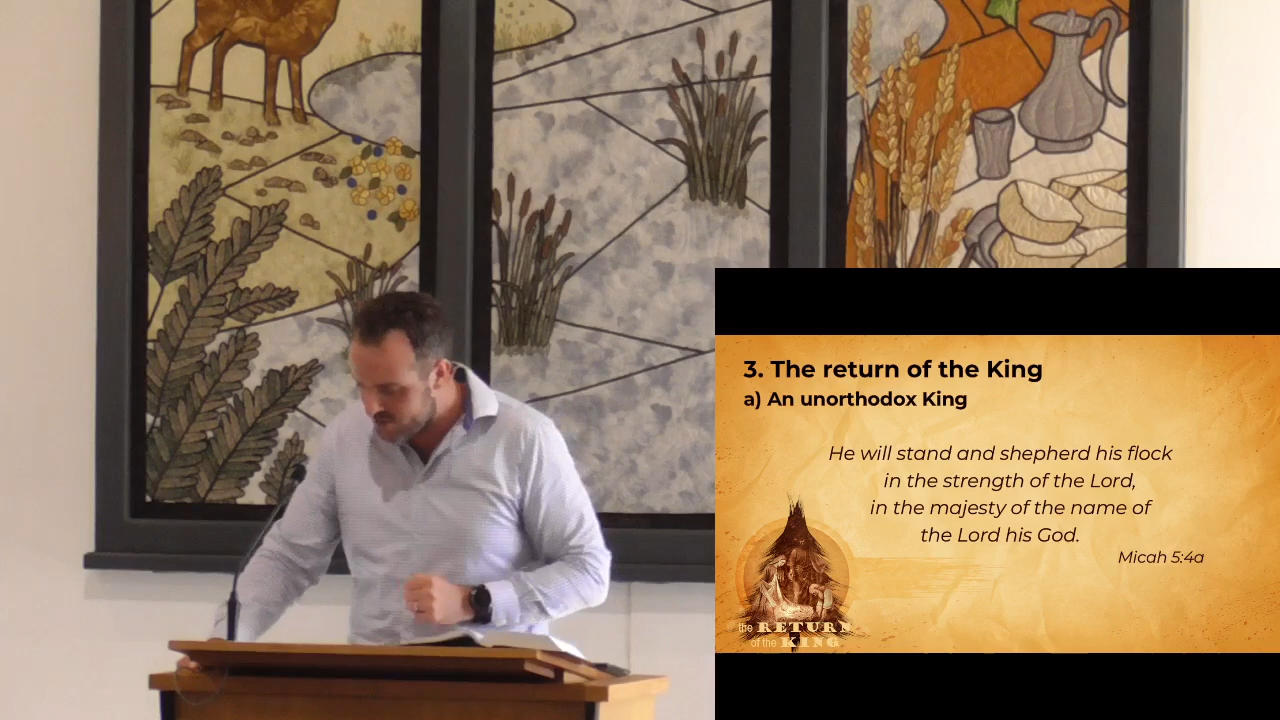 3. The return of the King
a) An unorthodox King
He will stand and shepherd his flock
in the strength of the Lord,
in the majesty of the name of
the Lord his God.
Micah 5:4a
the RETURN
of the KING